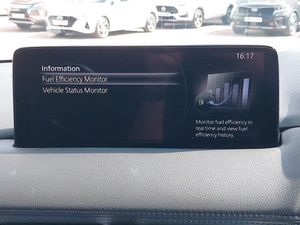 16:17
Information
Fuel Efficiency Monitor
Vehicle Status Monitor
Monitor fuel efficiency in
real time and view fuel
efficiency history.